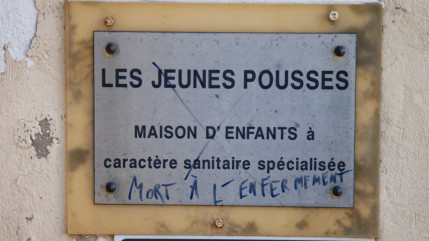 LES JEUNES POUSSES
MAISON D'ENFANTS à
caractère sanitaire spécialisée
MORT À L'ENFERMEMENT